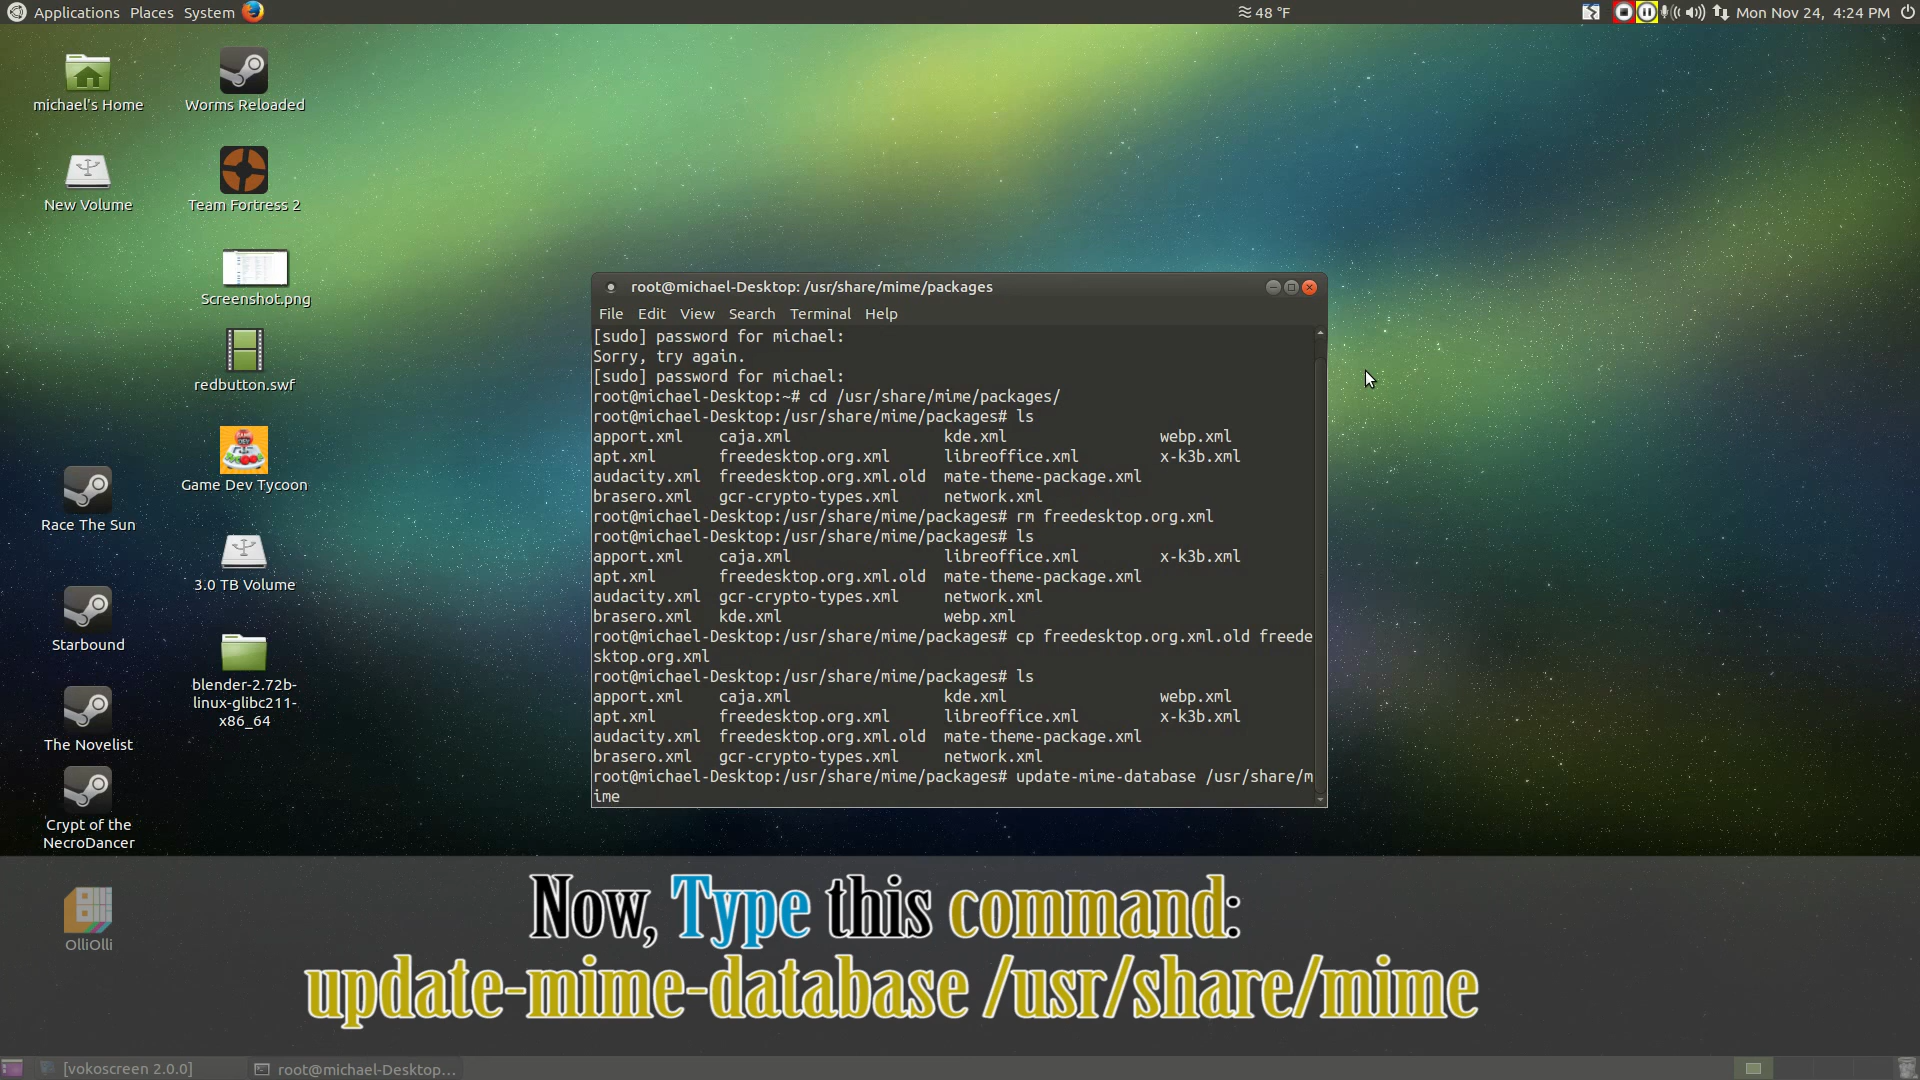 Applications Places System 48 °F Mon Nov 24, 4:24 PM
michael's Home
Worms Reloaded
New Volume
Team Fortress 2
Screenshot.png
redbutton.swf
Game Dev Tycoon
Race The Sun
3.0 TB Volume
Starbound
blender-2.72b-
linux-glibc211-
x86_64
The Novelist
Crypt of the
NecroDancer
OlliOlli
root@michael-Desktop: /usr/share/mime/packages
File Edit View Search Terminal Help
[sudo] password for michael:
Sorry, try again.
[sudo] password for michael:
root@michael-Desktop:~# cd /usr/share/mime/packages/
root@michael-Desktop:/usr/share/mime/packages# ls
apport.xml caja.xml kde.xml webp.xml
apt.xml freedesktop.org.xml libreoffice.xml x-k3b.xml
audacity.xml freedesktop.org.xml.old mate-theme-package.xml
brasero.xml gcr-crypto-types.xml network.xml
root@michael-Desktop:/usr/share/mime/packages# rm freedesktop.org.xml
root@michael-Desktop:/usr/share/mime/packages# ls
apport.xml caja.xml libreoffice.xml x-k3b.xml
apt.xml freedesktop.org.xml.old mate-theme-package.xml
audacity.xml gcr-crypto-types.xml network.xml
brasero.xml kde.xml webp.xml
root@michael-Desktop:/usr/share/mime/packages# cp freedesktop.org.xml.old freede
sktop.org.xml
root@michael-Desktop:/usr/share/mime/packages# ls
apport.xml caja.xml kde.xml webp.xml
apt.xml freedesktop.org.xml libreoffice.xml x-k3b.xml
audacity.xml freedesktop.org.xml.old mate-theme-package.xml
brasero.xml gcr-crypto-types.xml network.xml
root@michael-Desktop:/usr/share/mime/packages# update-mime-database /usr/share/m
ime
Now, Type this command:
update-mime-database /usr/share/mime
[vokoscreen 2.0.0] root@michael-Desktop...